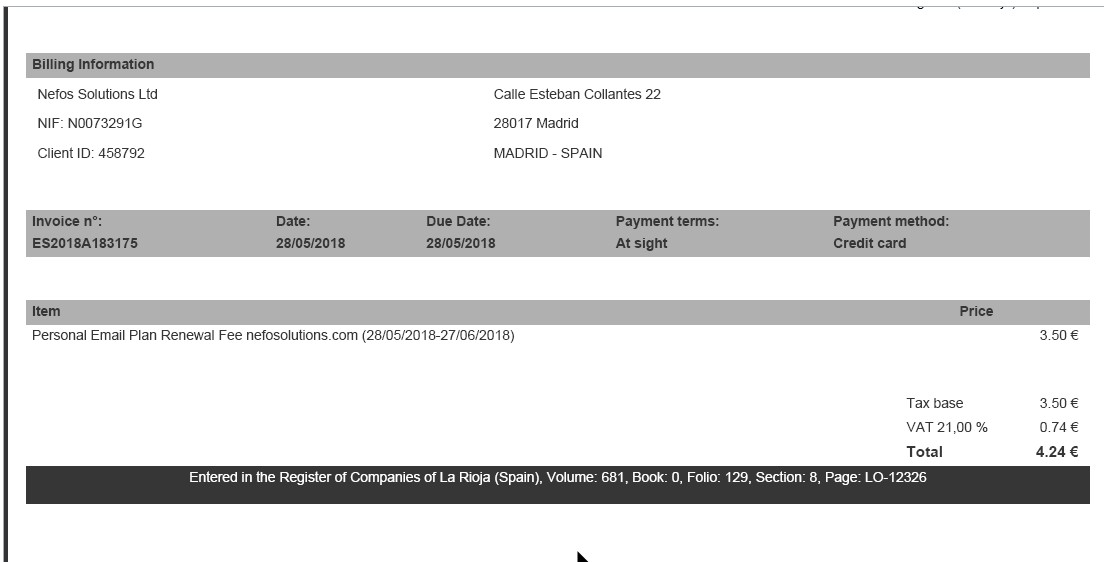 Billing Information
Nefos Solutions Ltd Calle Esteban Collantes 22
NIF: N0073291G 28017 Madrid
Client ID: 458792 MADRID - SPAIN
Invoice n°: Date: Due Date: Payment terms: Payment method:
ES2018A183175 28/05/2018 28/05/2018 At sight Credit card
Item Price
Personal Email Plan Renewal Fee nefosolutions.com (28/05/2018-27/06/2018) 3.50 €
Tax base 3.50 €
VAT 21,00 % 0.74 €
Total 4.24 €
Entered in the Register of Companies of La Rioja (Spain), Volume: 681, Book: 0, Folio: 129, Section: 8, Page: LO-12326